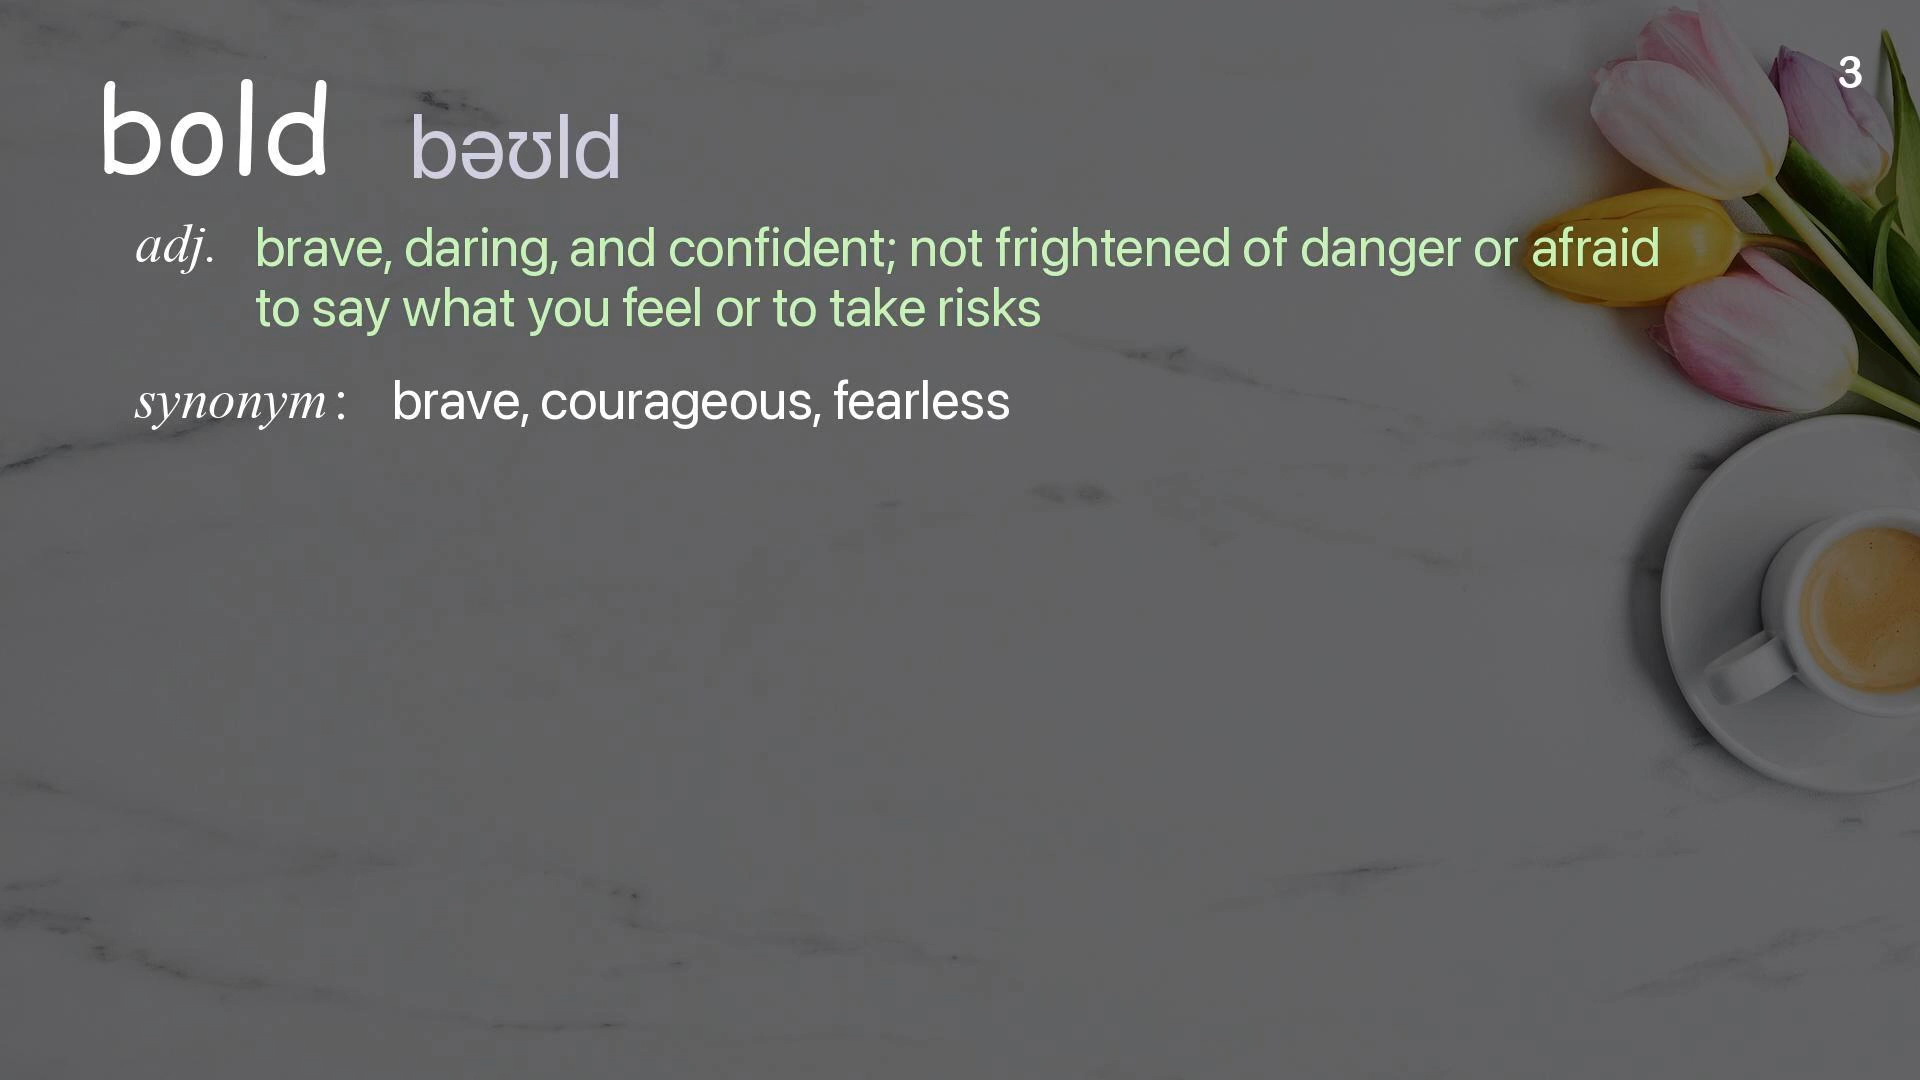 3
bold bəʊld
adj. brave, daring, and confident; not frightened of danger or afraid
to say what you feel or to take risks
synonym : brave, courageous, fearless